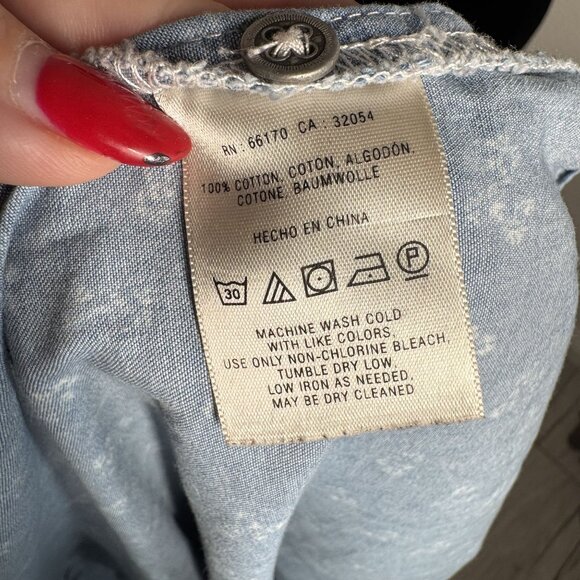 RN : 66170 CA : 32054
100% COTTON, COTON, ALGODÓN,
COTONE, BAUMWOLLE
HECHO EN CHINA
30 P
MACHINE WASH COLD
WITH LIKE COLORS,
USE ONLY NON-CHLORINE BLEACH,
TUMBLE DRY LOW,
LOW IRON AS NEEDED,
MAY BE DRY CLEANED